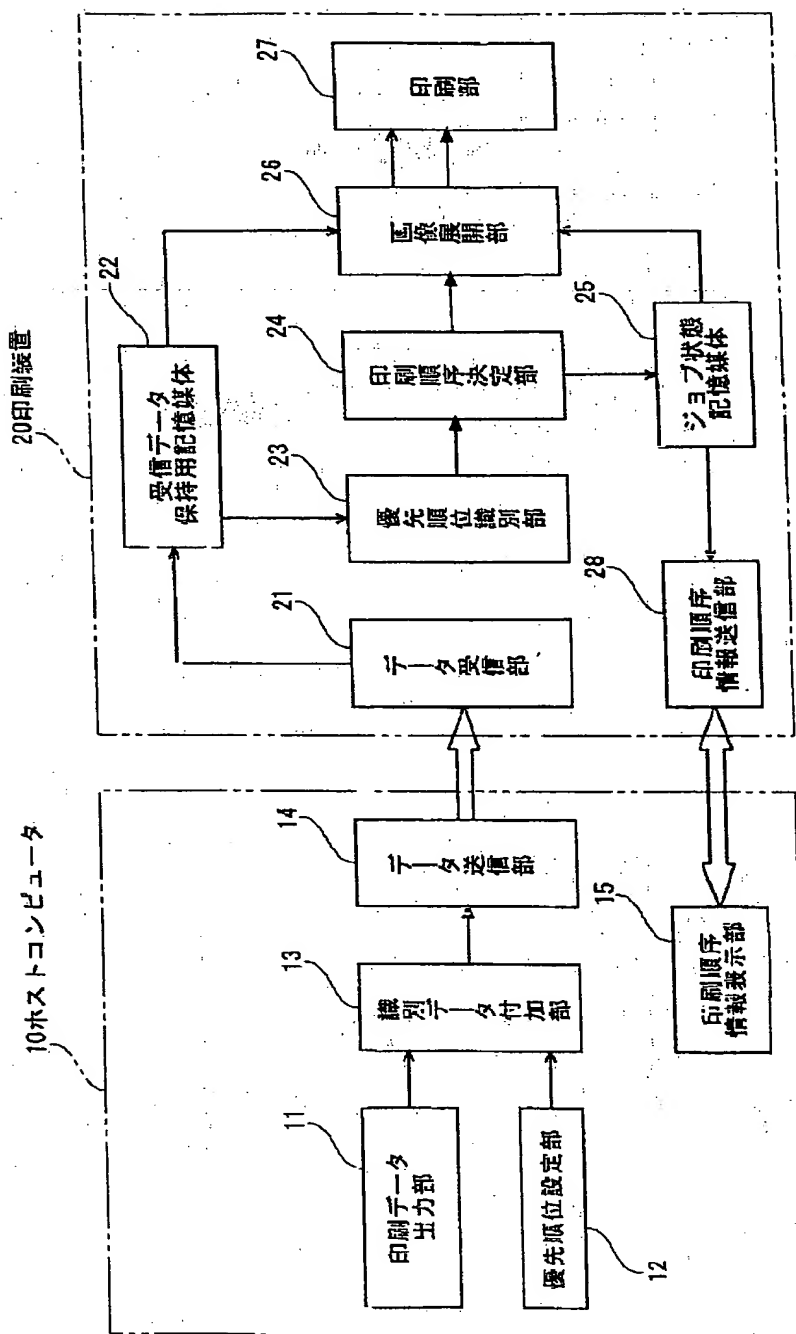 10ホストコンピュータ
11
印刷データ
出力部
12
優先順位設定部
13
識別データ付加部
14
データ送信部
15
印刷順序
情報表示部
20印刷装置
21
データ受信部
22
受信データ
保持用記憶媒体
23
優先順位識別部
24
印刷順序決定部
25
ジョブ状態
記憶媒体
26
画像展開部
27
印刷部
28
印刷順序
情報送信部